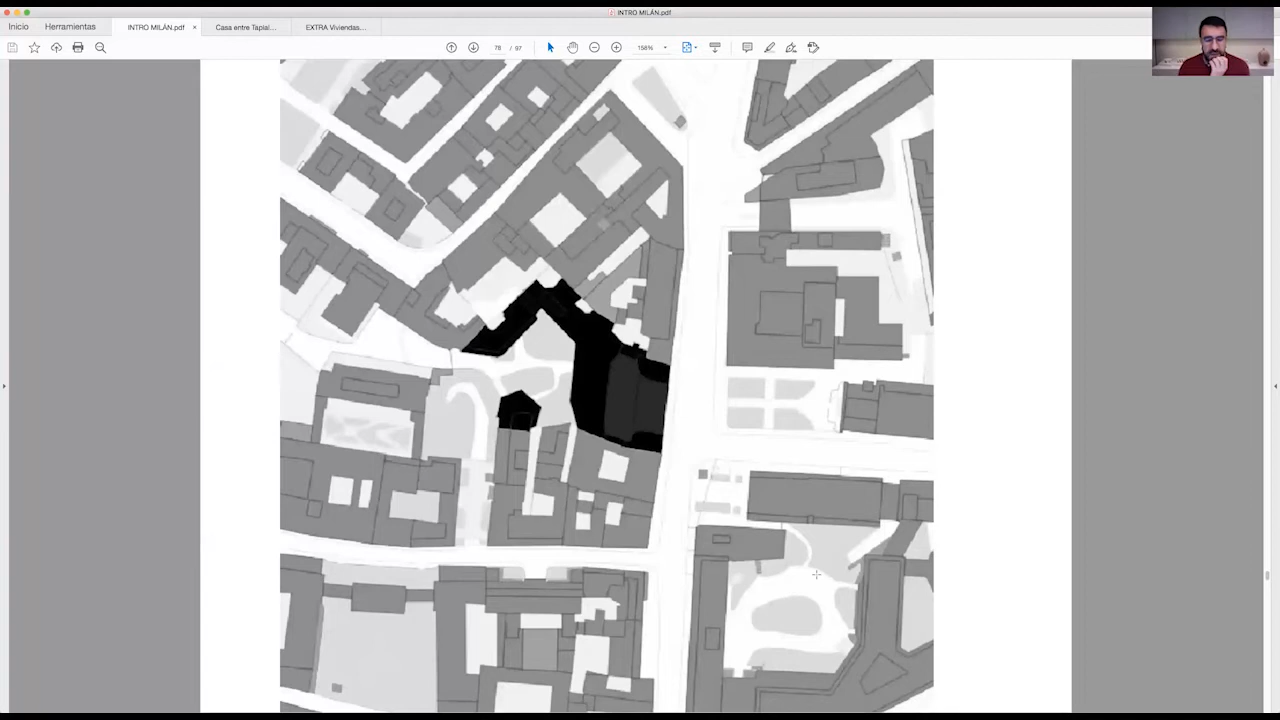 INTRO MILÁN.pdf
Inicio
Herramientas
INTRO MILÁN.pdf ×
Casa entre Tapial...
EXTRA Viviendas...
78 / 97
158%